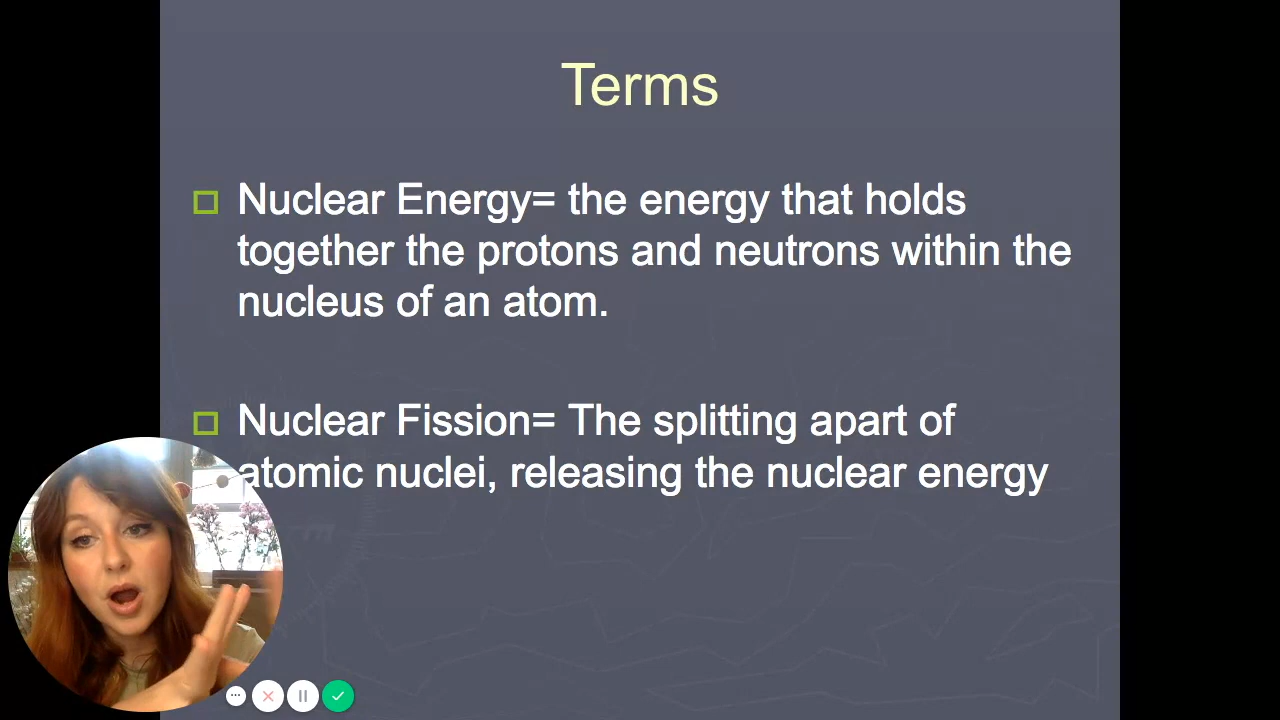 Terms
Nuclear Energy= the energy that holds
together the protons and neutrons within the
nucleus of an atom.
Nuclear Fission= The splitting apart of
atomic nuclei, releasing the nuclear energy